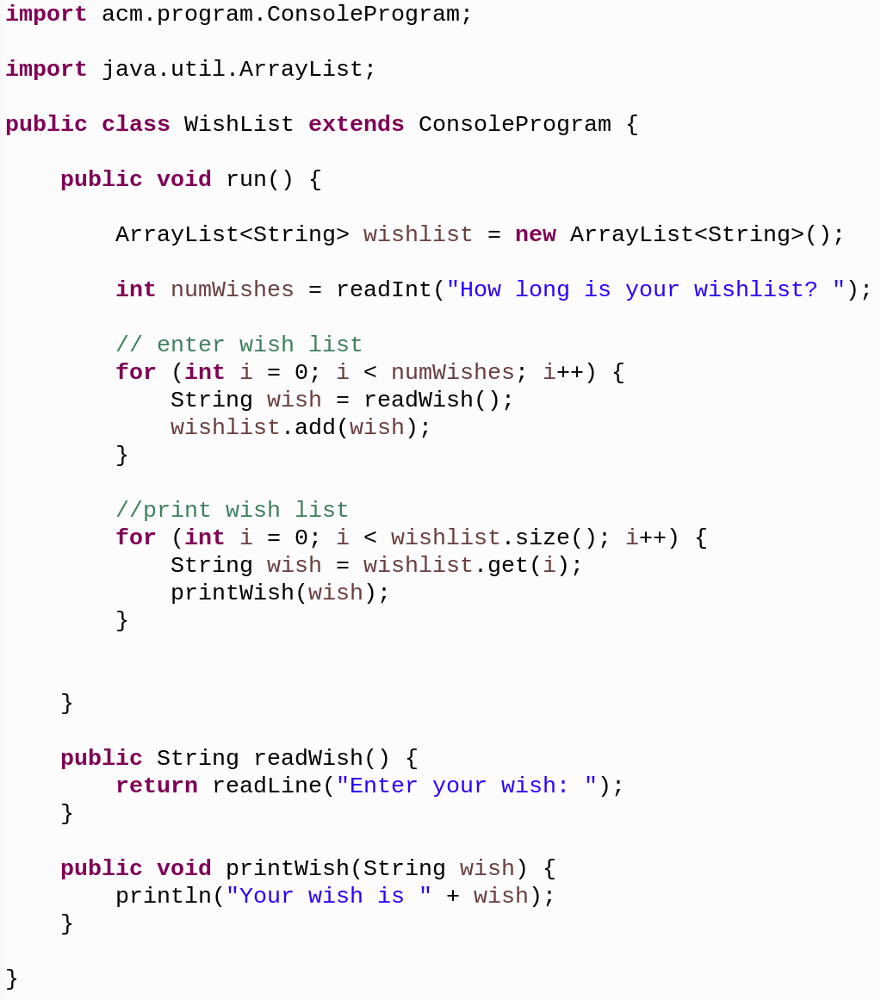 import acm.program.ConsoleProgram;
import java.util.ArrayList;
public class WishList extends ConsoleProgram {
public void run() {
ArrayList<String> wishlist = new ArrayList<String>();
int numWishes = readInt("How long is your wishlist? ");
// enter wish list
for (int i = 0; i < numWishes; i++) {
String wish = readWish();
wishlist.add(wish);
}
//print wish list
for (int i = 0; i < wishlist.size(); i++) {
String wish = wishlist.get(i);
printWish(wish);
}
}
public String readWish() {
return readLine("Enter your wish: ");
}
public void printWish(String wish) {
println("Your wish is " + wish);
}
}